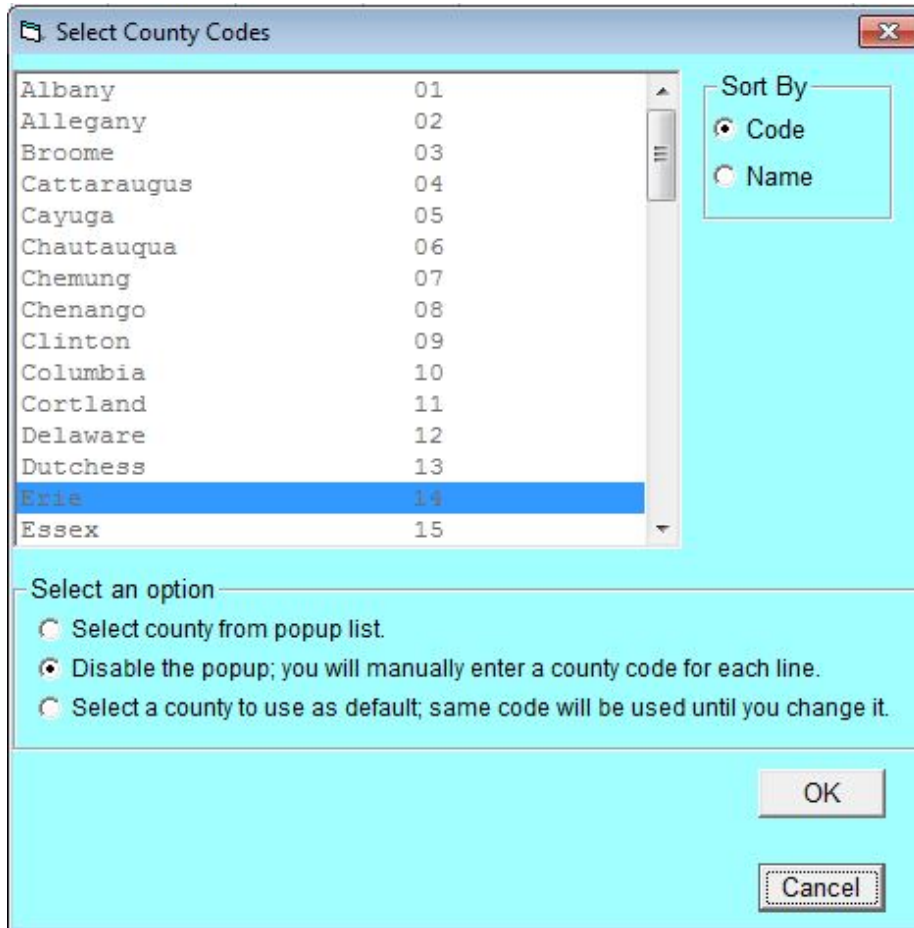 Select County Codes
Albany 01
Allegany 02
Broome 03
Cattaraugus 04
Cayuga 05
Chautauqua 06
Chemung 07
Chenango 08
Clinton 09
Columbia 10
Cortland 11
Delaware 12
Dutchess 13
Erie 14
Essex 15
Sort By
Code
Name
Select an option
Select county from popup list.
Disable the popup; you will manually enter a county code for each line.
Select a county to use as default; same code will be used until you change it.
OK
Cancel